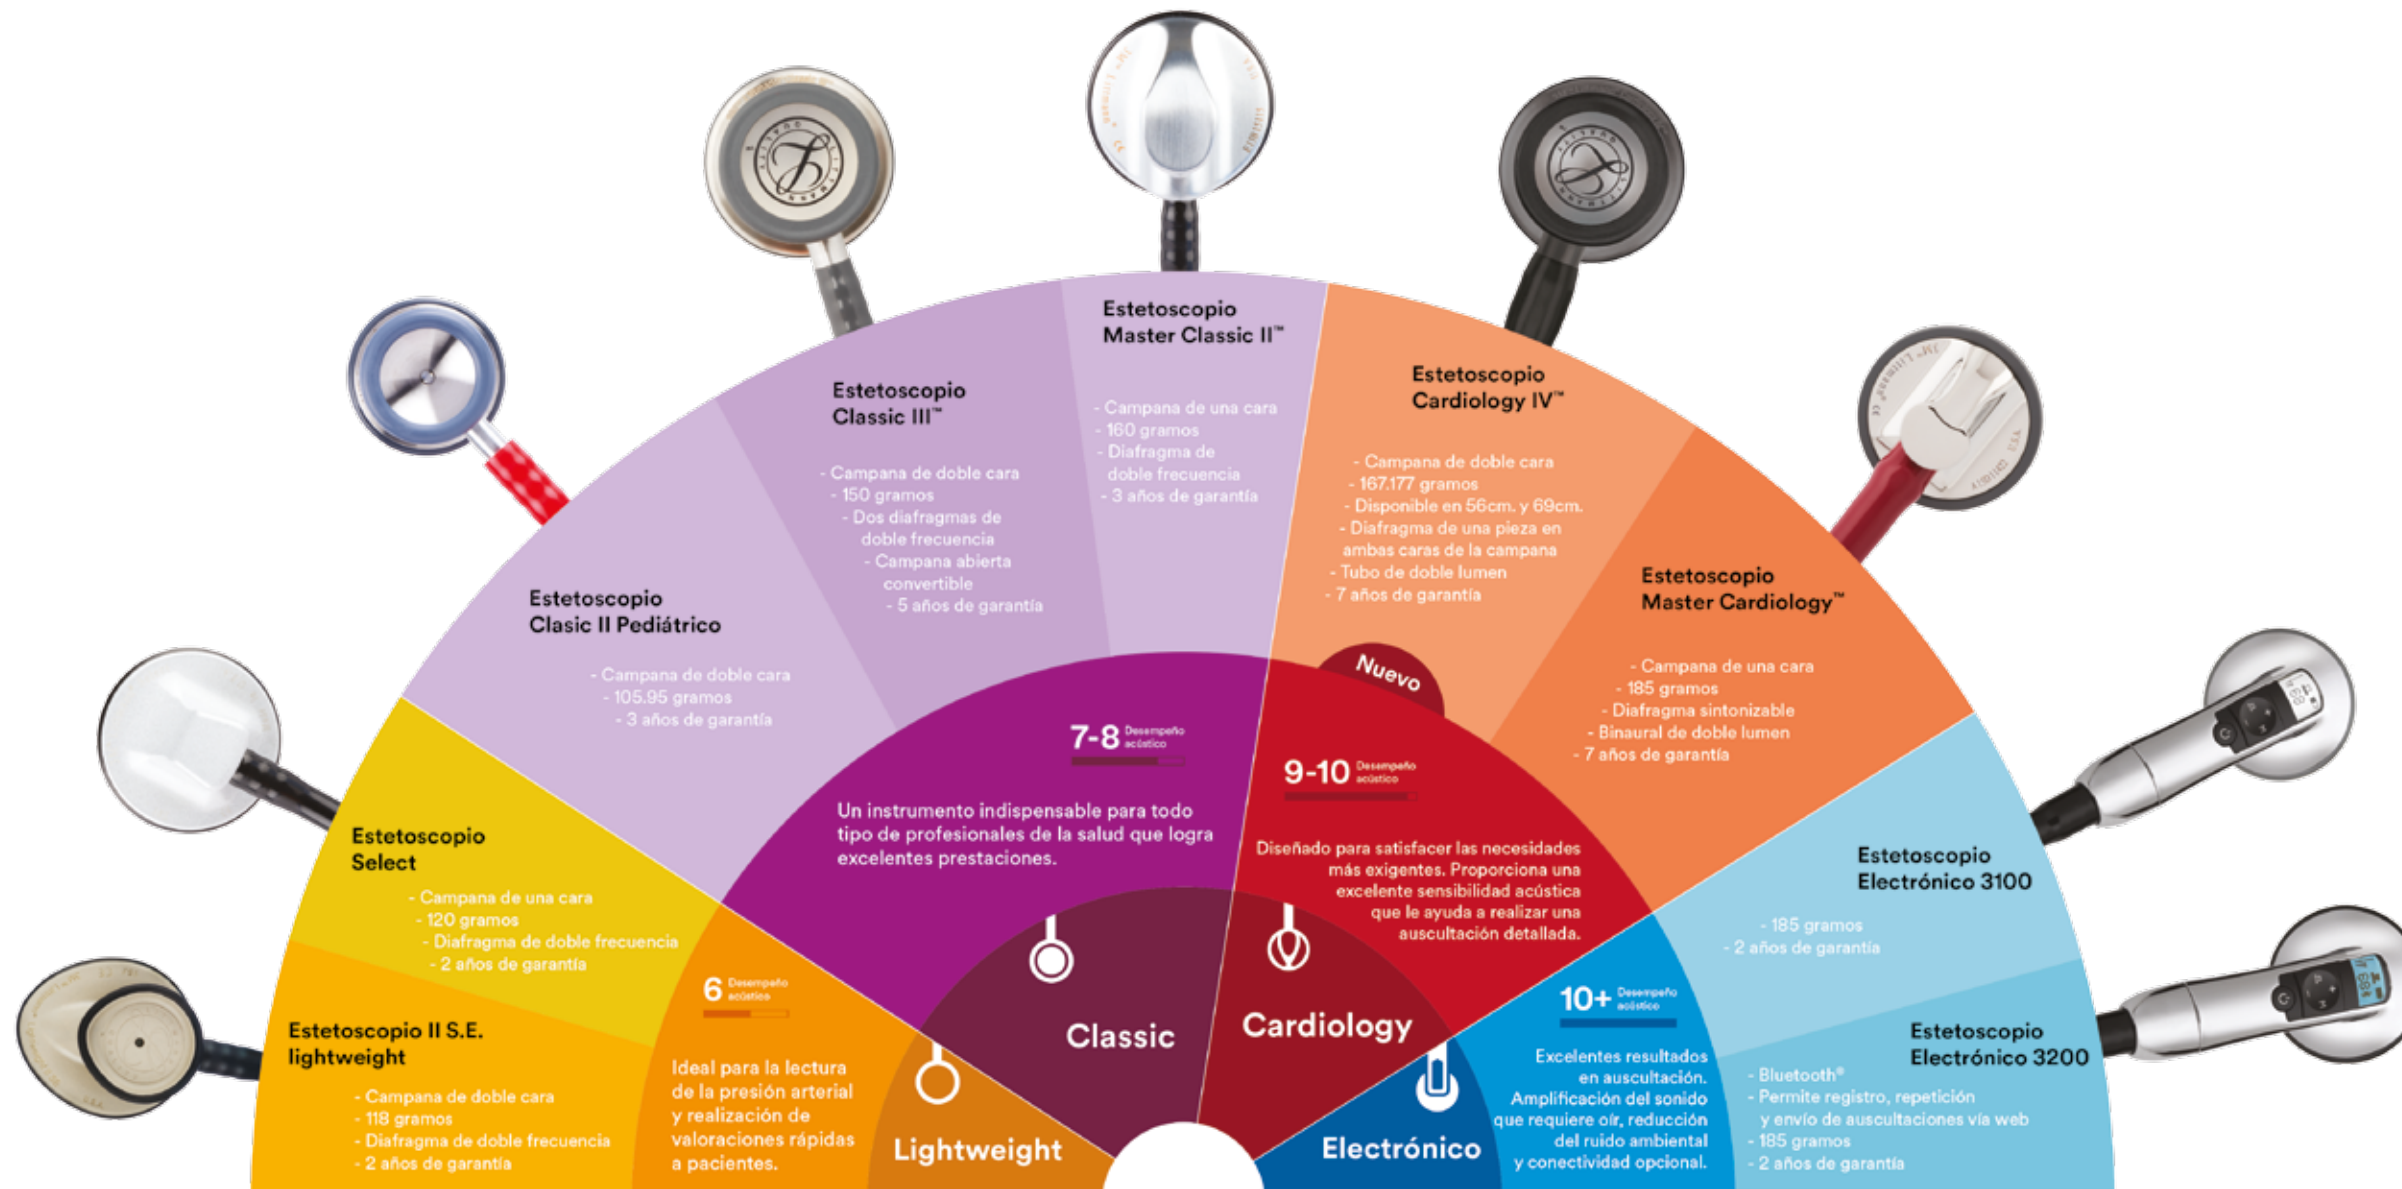 Estetoscopio II S.E.
lightweight
- Campana de doble cara
- 118 gramos
- Diafragma de doble frecuencia
- 2 años de garantía
Estetoscopio
Select
- Campana de una cara
- 120 gramos
- Diafragma de doble frecuencia
- 2 años de garantía
6 Desempeño
acústico
Ideal para la lectura
de la presión arterial
y realización de
valoraciones rápidas
a pacientes.
Lightweight
Estetoscopio
Clasic II Pediátrico
- Campana de doble cara
- 105.95 gramos
- 3 años de garantía
Estetoscopio
Classic III™
- Campana de doble cara
- 150 gramos
- Dos diafragmas de
doble frecuencia
- Campana abierta
convertible
- 5 años de garantía
Estetoscopio
Master Classic II™
- Campana de una cara
- 160 gramos
- Diafragma de
doble frecuencia
- 3 años de garantía
7-8 Desempeño
acústico
Un instrumento indispensable para todo
tipo de profesionales de la salud que logra
excelentes prestaciones.
Classic
Estetoscopio
Cardiology IV™
- Campana de doble cara
- 167.177 gramos
- Disponible en 56cm. y 69cm.
- Diafragma de una pieza en
ambas caras de la campana
- Tubo de doble lumen
- 7 años de garantía
Nuevo
Estetoscopio
Master Cardiology™
- Campana de una cara
- 185 gramos
- Diafragma sintonizable
- Binaural de doble lumen
- 7 años de garantía
9-10 Desempeño
acústico
Diseñado para satisfacer las necesidades
más exigentes. Proporciona una
excelente sensibilidad acústica
que le ayuda a realizar una
auscultación detallada.
Cardiology
Estetoscopio
Electrónico 3100
- 185 gramos
- 2 años de garantía
Estetoscopio
Electrónico 3200
- Bluetooth®
- Permite registro, repetición
y envío de auscultaciones vía web
- 185 gramos
- 2 años de garantía
10+ Desempeño
acústico
Excelentes resultados
en auscultación.
Amplificación del sonido
que requiere oír, reducción
del ruido ambiental
y conectividad opcional.
Electrónico